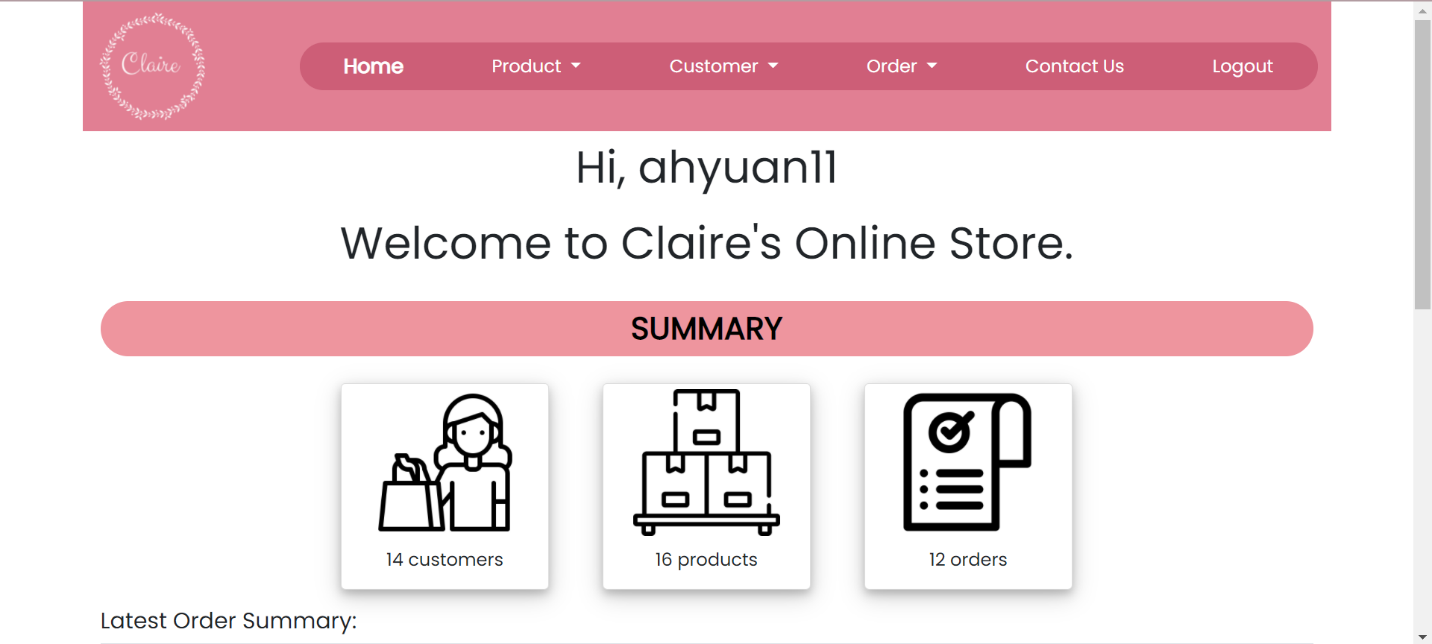 Claire
Home Product Customer Order Contact Us Logout
Hi, ahyuan11
Welcome to Claire's Online Store.
SUMMARY
14 customers 16 products 12 orders
Latest Order Summary: